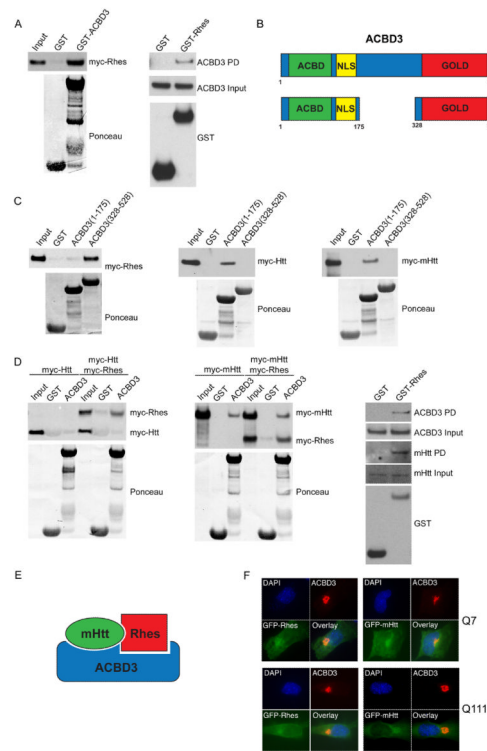 A
Input
GST
GST-ACBD3
myc-Rhes
Ponceau
GST
GST-Rhes
ACBD3 PD
ACBD3 Input
GST
B
ACBD3
ACBD
NLS
GOLD
1
ACBD
NLS
GOLD
1
175
328
C
Input
GST
ACBD3(1-175)
ACBD3(328-528)
myc-Rhes
Ponceau
Input
GST
ACBD3(1-175)
ACBD3(328-528)
myc-Htt
Ponceau
Input
GST
ACBD3(1-175)
ACBD3(328-528)
myc-mHtt
Ponceau
D
myc-Htt
myc-Htt
myc-Rhes
Input
GST
ACBD3
Input
GST
ACBD3
myc-Rhes
myc-Htt
Ponceau
myc-mHtt
myc-mHtt
myc-Rhes
Input
GST
ACBD3
Input
GST
ACBD3
myc-mHtt
myc-Rhes
Ponceau
GST
GST-Rhes
ACBD3 PD
ACBD3 Input
mHtt PD
mHtt Input
GST
E
mHtt
Rhes
ACBD3
F
DAPI
ACBD3
DAPI
ACBD3
GFP-Rhes
Overlay
GFP-mHtt
Overlay
Q7
DAPI
ACBD3
DAPI
ACBD3
GFP-Rhes
Overlay
GFP-mHtt
Overlay
Q111